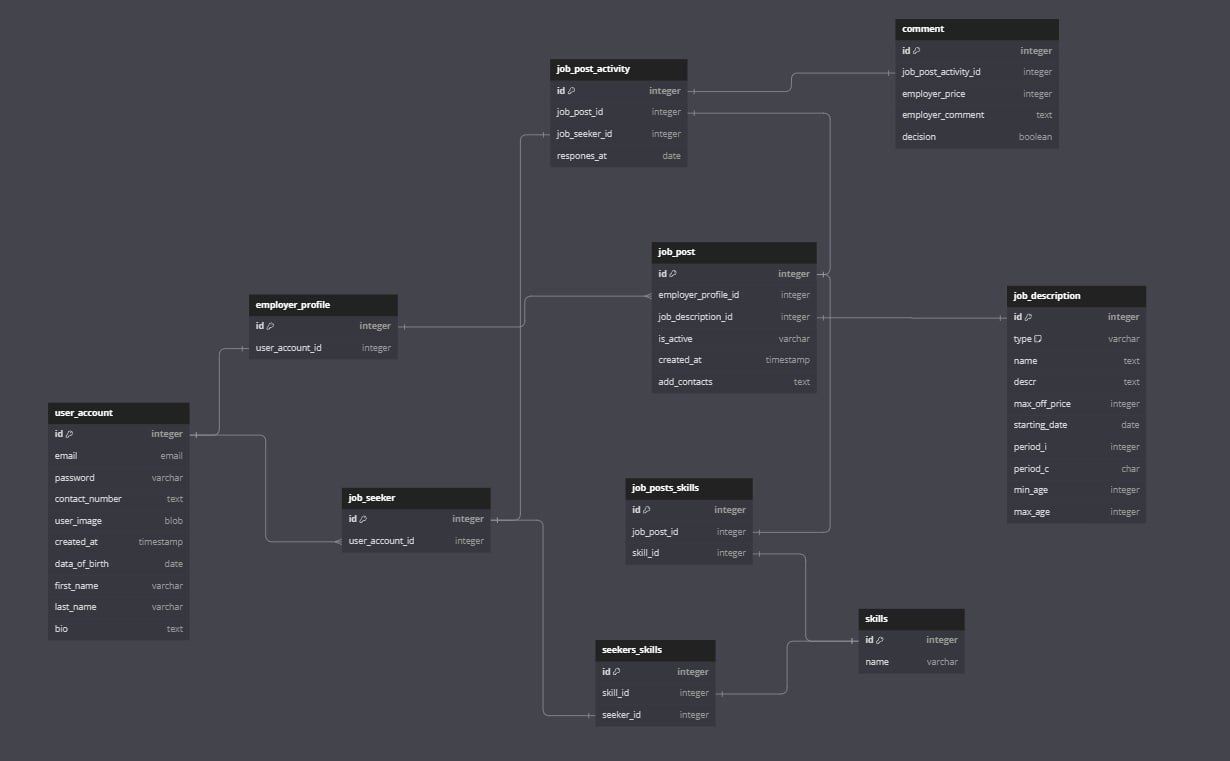 comment
id integer
job_post_activity_id integer
employer_price integer
employer_comment text
decision boolean
job_post_activity
id integer
job_post_id integer
job_seeker_id integer
respones_at date
job_post
id integer
employer_profile_id integer
job_description_id integer
is_active varchar
created_at timestamp
add_contacts text
job_description
id integer
type varchar
name text
descr text
max_off_price integer
starting_date date
period_i integer
period_c char
min_age integer
max_age integer
employer_profile
id integer
user_account_id integer
user_account
id integer
email email
password varchar
contact_number text
user_image blob
created_at timestamp
data_of_birth date
first_name varchar
last_name varchar
bio text
job_seeker
id integer
user_account_id integer
job_posts_skills
id integer
job_post_id integer
skill_id integer
skills
id integer
name varchar
seekers_skills
id integer
skill_id integer
seeker_id integer